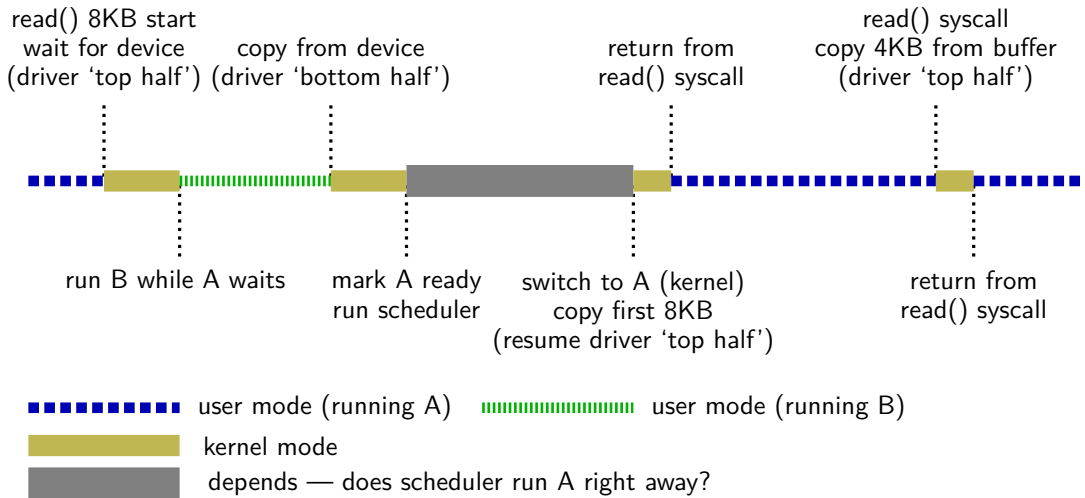 read() 8KB start
wait for device
(driver ‘top half’)
copy from device
(driver ‘bottom half’)
return from
read() syscall
read() syscall
copy 4KB from buffer
(driver ‘top half’)
run B while A waits
mark A ready
run scheduler
switch to A (kernel)
copy first 8KB
(resume driver ‘top half’)
return from
read() syscall
user mode (running A)
user mode (running B)
kernel mode
depends — does scheduler run A right away?